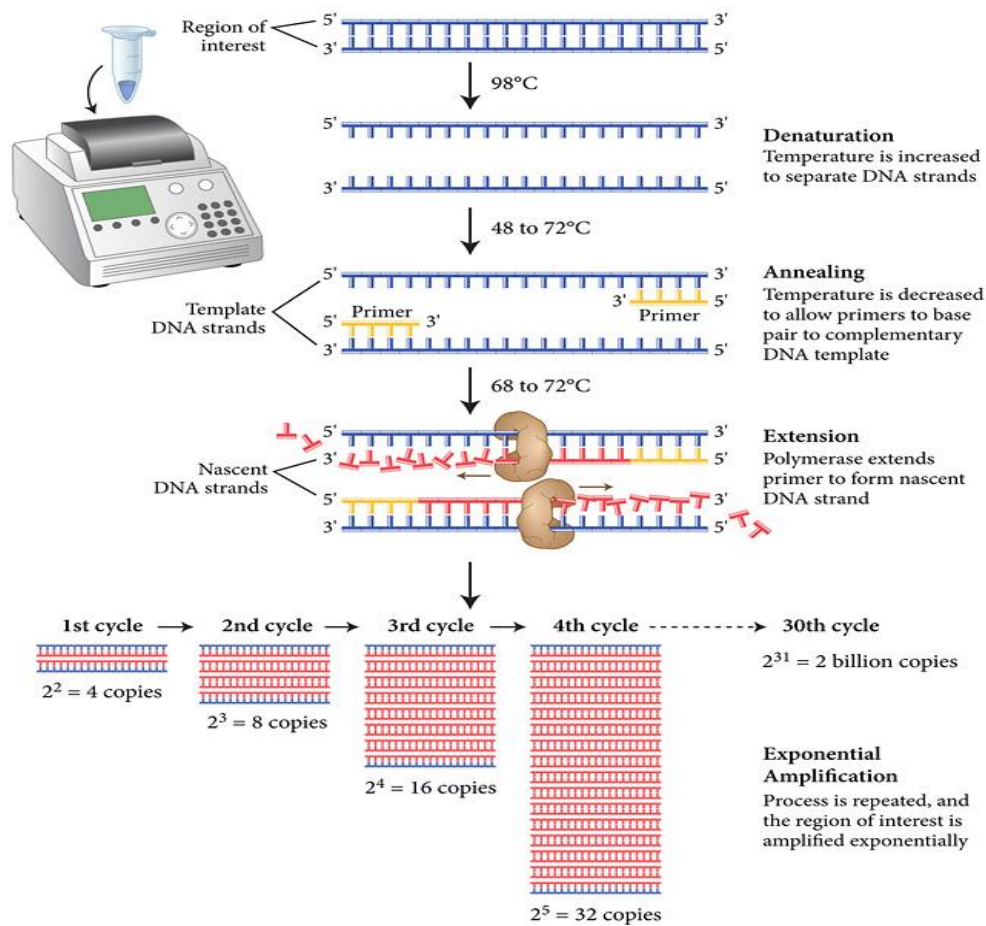 Region of
interest
5'
3'
3'
5'
98°C
5'
3'
3'
5'
Denaturation
Temperature is increased
to separate DNA strands
48 to 72°C
Template
DNA strands
5'
3'
3'
5'
Primer
5'
3'
Primer
3'
5'
Annealing
Temperature is decreased
to allow primers to base
pair to complementary
DNA template
68 to 72°C
Nascent
DNA strands
5'
3'
3'
5'
5'
3'
3'
5'
Extension
Polymerase extends
primer to form nascent
DNA strand
1st cycle
2² = 4 copies
2nd cycle
2³ = 8 copies
3rd cycle
2⁴ = 16 copies
4th cycle
2⁵ = 32 copies
30th cycle
2³¹ = 2 billion copies
Exponential
Amplification
Process is repeated, and
the region of interest is
amplified exponentially